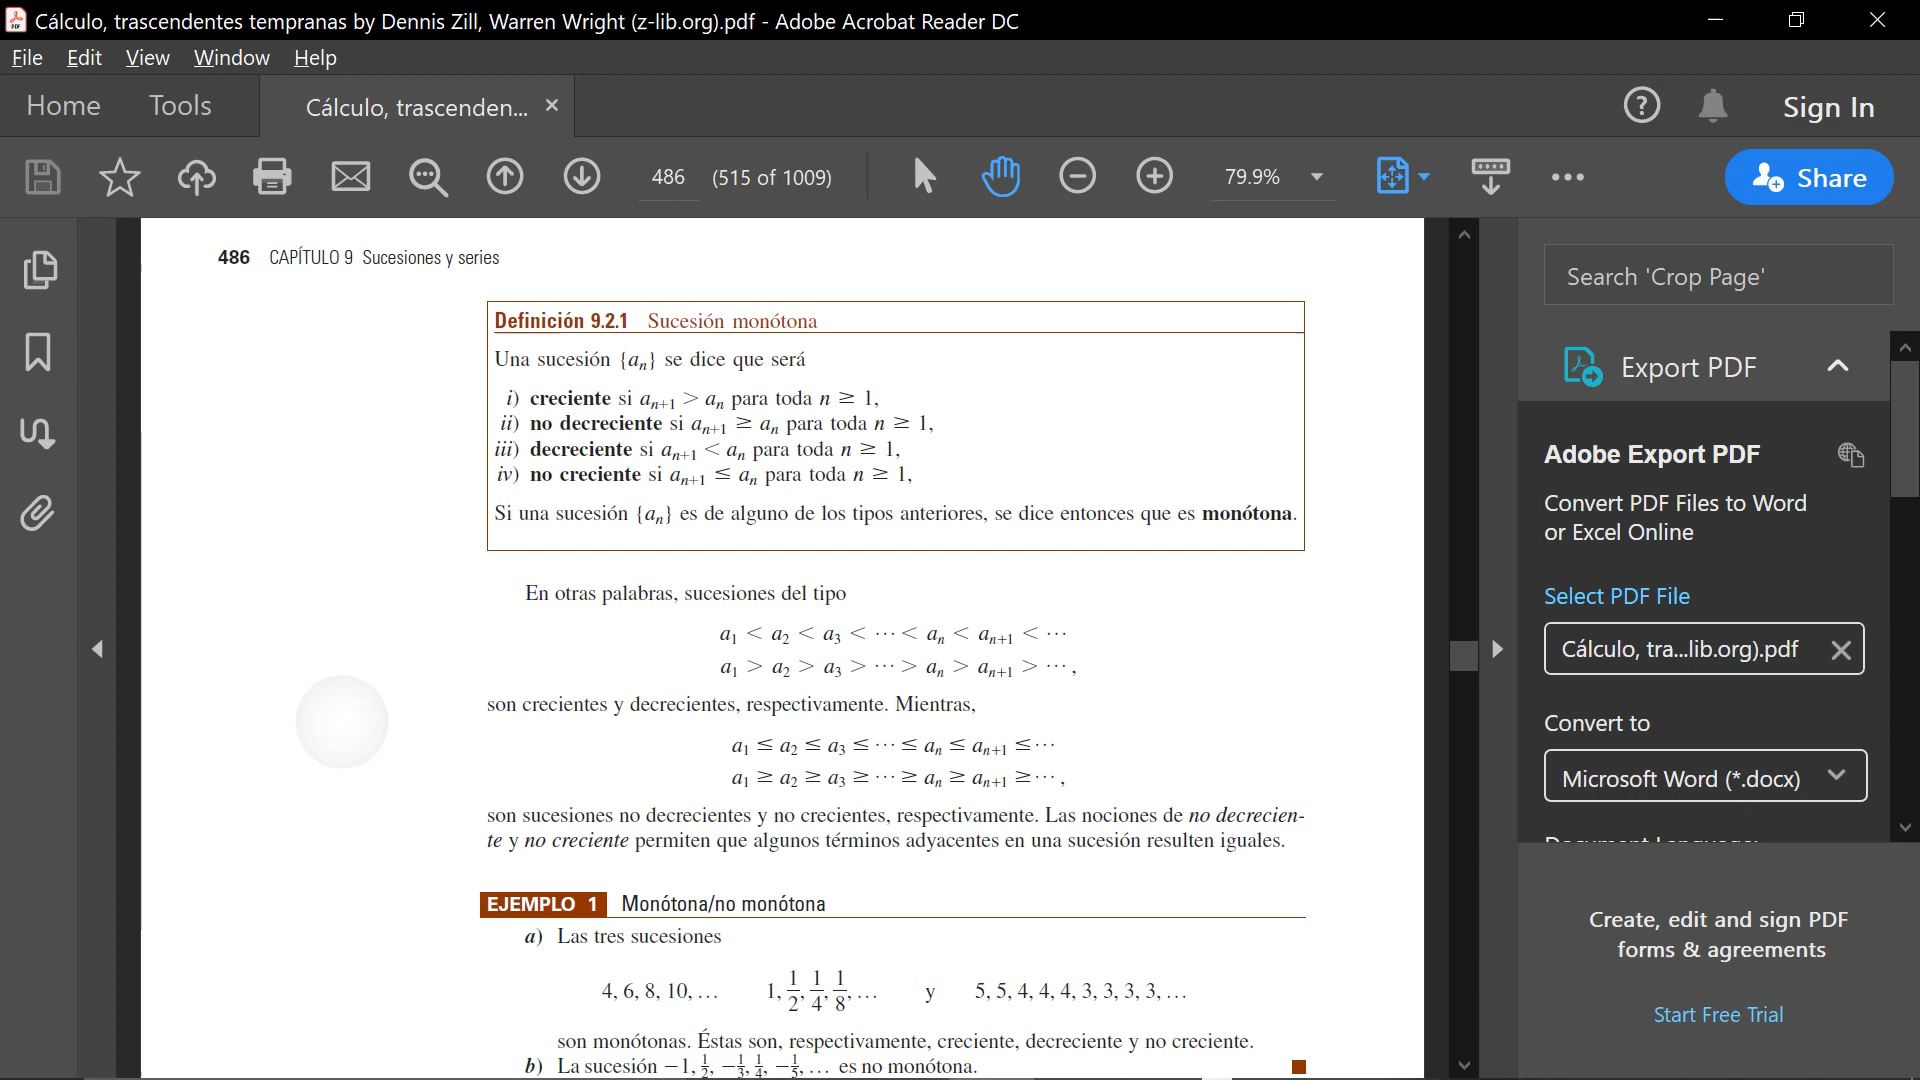 Cálculo, trascendentes tempranas by Dennis Zill, Warren Wright (z-lib.org).pdf - Adobe Acrobat Reader DC
File Edit View Window Help
Home Tools Cálculo, trascenden... × Sign In
486 (515 of 1009) 79.9% Share
486 CAPÍTULO 9 Sucesiones y series
Definición 9.2.1 Sucesión monótona
Una sucesión {aₙ} se dice que será
i) creciente si aₙ₊₁ > aₙ para toda n ≥ 1,
ii) no decreciente si aₙ₊₁ ≥ aₙ para toda n ≥ 1,
iii) decreciente si aₙ₊₁ < aₙ para toda n ≥ 1,
iv) no creciente si aₙ₊₁ ≤ aₙ para toda n ≥ 1,
Si una sucesión {aₙ} es de alguno de los tipos anteriores, se dice entonces que es monótona.
En otras palabras, sucesiones del tipo
a₁ < a₂ < a₃ < ··· < aₙ < aₙ₊₁ < ···
a₁ > a₂ > a₃ > ··· > aₙ > aₙ₊₁ > ···,
son crecientes y decrecientes, respectivamente. Mientras,
a₁ ≤ a₂ ≤ a₃ ≤ ··· ≤ aₙ ≤ aₙ₊₁ ≤ ···
a₁ ≥ a₂ ≥ a₃ ≥ ··· ≥ aₙ ≥ aₙ₊₁ ≥ ···,
son sucesiones no decrecientes y no crecientes, respectivamente. Las nociones de no decrecien-
te y no creciente permiten que algunos términos adyacentes en una sucesión resulten iguales.
EJEMPLO 1 Monótona/no monótona
a) Las tres sucesiones
4, 6, 8, 10, … 1, 1/2, 1/4, 1/8, … y 5, 5, 4, 4, 4, 3, 3, 3, 3, …
son monótonas. Éstas son, respectivamente, creciente, decreciente y no creciente.
b) La sucesión −1, 1/2, −1/3, 1/4, −1/5, … es no monótona.
Search 'Crop Page'
Export PDF
Adobe Export PDF
Convert PDF Files to Word
or Excel Online
Select PDF File
Cálculo, tra...lib.org).pdf
Convert to
Microsoft Word (*.docx)
Document Language:
Create, edit and sign PDF
forms & agreements
Start Free Trial